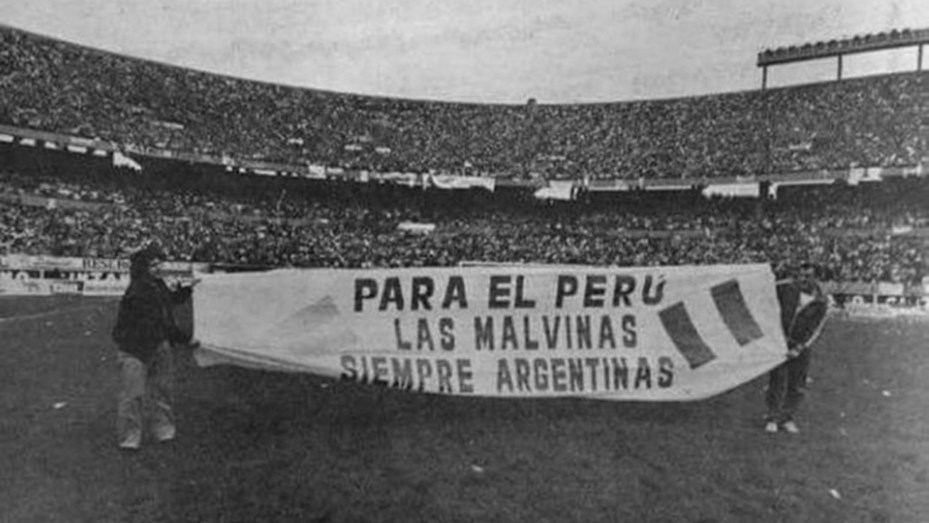 PARA EL PERÚ
LAS MALVINAS
SIEMPRE ARGENTINAS